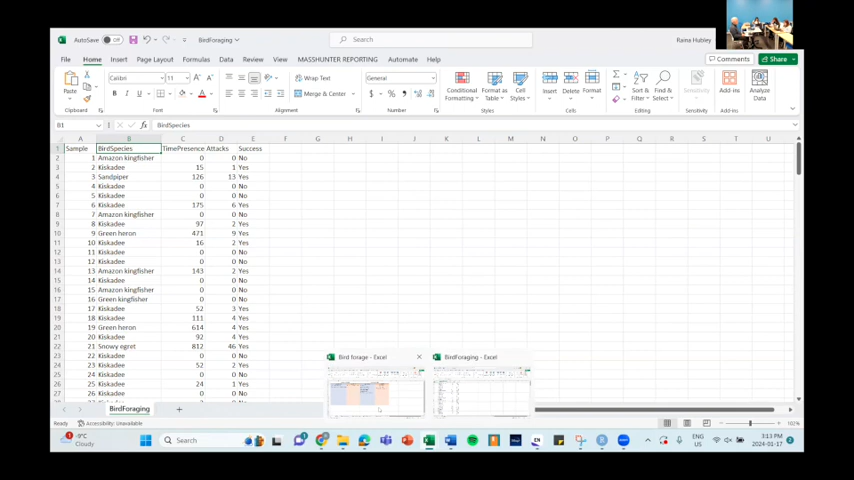 AutoSave Off BirdForaging Search Raina Hubley
File Home Insert Page Layout Formulas Data Review View MASSHUNTER REPORTING Automate Help Comments Share
Paste Calibri 11 Wrap Text General Conditional Format as Cell Insert Delete Format Sort & Find & Sensitivity Add-ins Analyze
Merge & Center Formatting Table Styles Filter Select Data
Clipboard Font Alignment Number Styles Cells Editing Sensitivity Add-ins
B1 BirdSpecies
A B C D E F G H I J K L M N O P Q R S T U
1 Sample BirdSpecies TimePresence Attacks Success
2 1 Amazon kingfisher 0 0 No
3 2 Kiskadee 15 1 Yes
4 3 Sandpiper 126 13 Yes
5 4 Kiskadee 0 0 No
6 5 Kiskadee 0 0 No
7 6 Kiskadee 175 6 Yes
8 7 Amazon kingfisher 0 0 No
9 8 Kiskadee 97 2 Yes
10 9 Green heron 471 9 Yes
11 10 Kiskadee 16 2 Yes
12 11 Kiskadee 0 0 No
13 12 Kiskadee 0 0 No
14 13 Amazon kingfisher 143 2 Yes
15 14 Kiskadee 0 0 No
16 15 Amazon kingfisher 0 0 No
17 16 Green kingfisher 0 0 No
18 17 Kiskadee 52 3 Yes
19 18 Kiskadee 111 4 Yes
20 19 Green heron 614 4 Yes
21 20 Kiskadee 92 4 Yes
22 21 Snowy egret 812 46 Yes
23 22 Kiskadee 0 0 No
24 23 Kiskadee 52 2 Yes
25 24 Kiskadee 0 0 No
26 25 Kiskadee 24 1 Yes
27 26 Kiskadee 0 0 No
Bird forage - Excel BirdForaging - Excel
BirdForaging
Ready Accessibility: Unavailable 102%
-9°C Search ENG 3:13 PM
Cloudy US 2024-01-17